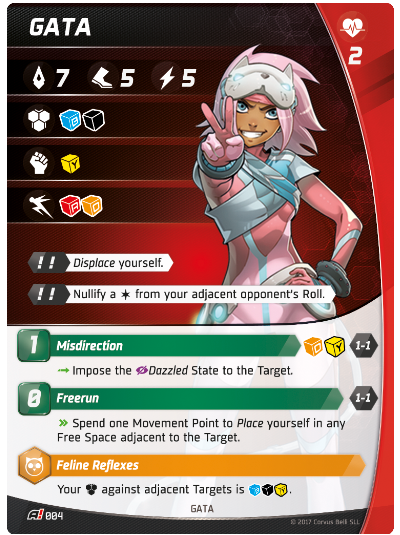 GATA
2
7 5 5
B
Y
R O
!! Displace yourself.
!! Nullify a ✶ from your adjacent opponent's Roll.
1 Misdirection O Y 1-1
→ Impose the Dazzled State to the Target.
0 Freerun 1-1
» Spend one Movement Point to Place yourself in any
Free Space adjacent to the Target.
Feline Reflexes
Your against adjacent Targets is B Y.
A! 004
GATA
© 2017 Corvus Belli SLL